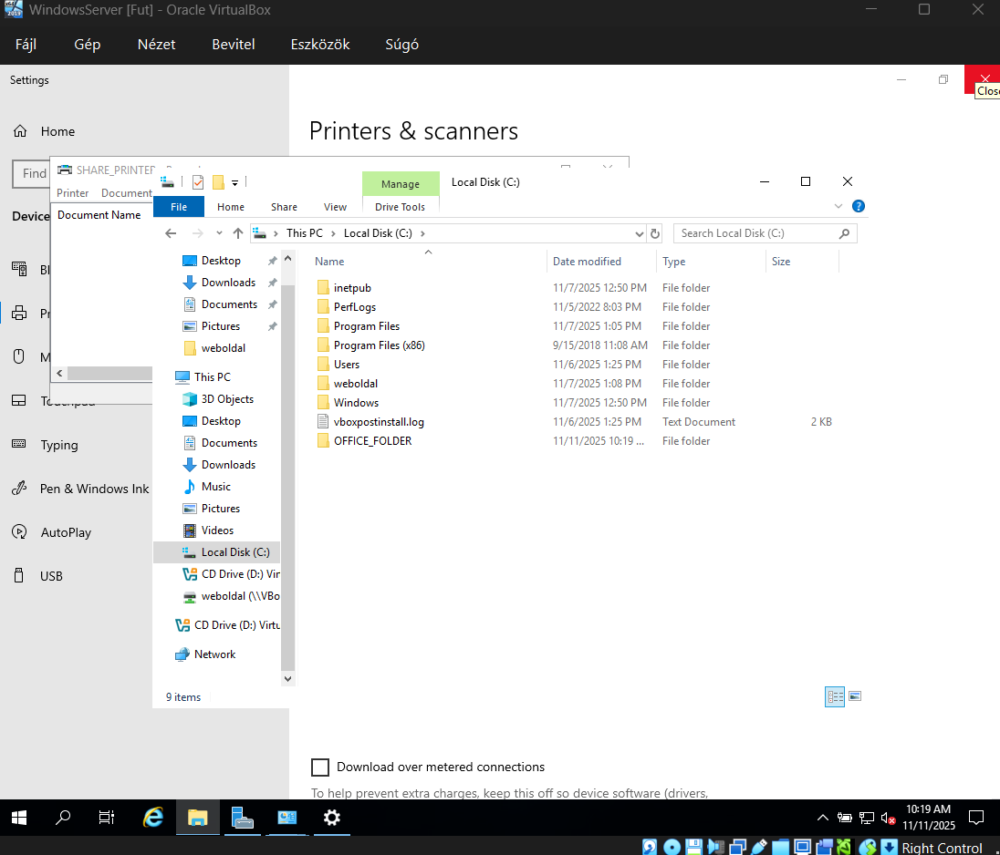 WindowsServer [Fut] - Oracle VirtualBox
Fájl Gép Nézet Bevitel Eszközök Súgó
Settings
Close
Home
Printers & scanners
Find
SHARE_PRINTER
Printer Document
Document Name
Manage
Local Disk (C:)
File Home Share View Drive Tools
This PC > Local Disk (C:) >
Search Local Disk (C:)
Name Date modified Type Size
Desktop
Downloads
Documents
Pictures
weboldal
This PC
3D Objects
Desktop
Documents
Downloads
Music
Pictures
Videos
Local Disk (C:)
CD Drive (D:) Vir
weboldal (\\VBo
CD Drive (D:) Virtu
Network
inetpub 11/7/2025 12:50 PM File folder
PerfLogs 11/5/2022 8:03 PM File folder
Program Files 11/7/2025 1:05 PM File folder
Program Files (x86) 9/15/2018 11:08 AM File folder
Users 11/6/2025 1:25 PM File folder
weboldal 11/7/2025 1:08 PM File folder
Windows 11/7/2025 12:50 PM File folder
vboxpostinstall.log 11/6/2025 1:25 PM Text Document 2 KB
OFFICE_FOLDER 11/11/2025 10:19 ... File folder
9 items
Device
Bl
Pr
M
Touchpad
Typing
Pen & Windows Ink
AutoPlay
USB
Download over metered connections
To help prevent extra charges, keep this off so device software (drivers,
10:19 AM
11/11/2025
Right Control